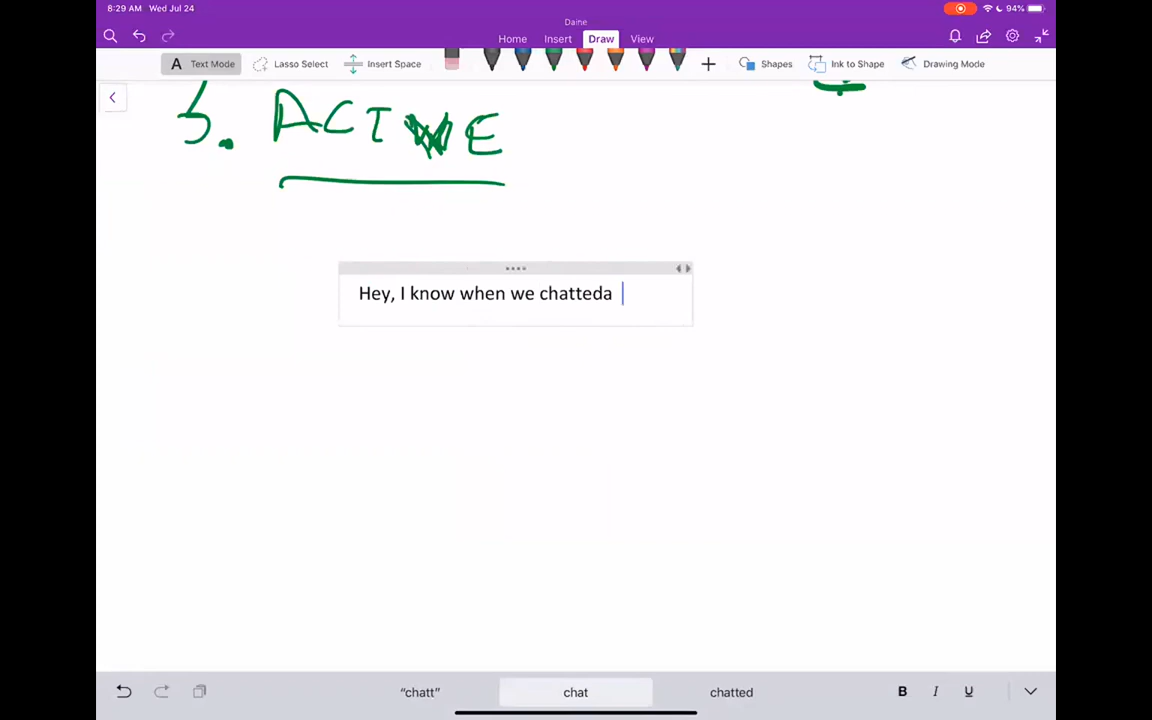 8:29 AM Wed Jul 24
94%
Daine
Home Insert Draw View
A Text Mode Lasso Select Insert Space Shapes Ink to Shape Drawing Mode
3. ACTIVE
Hey, I know when we chatteda
“chatt” chat chatted B I U